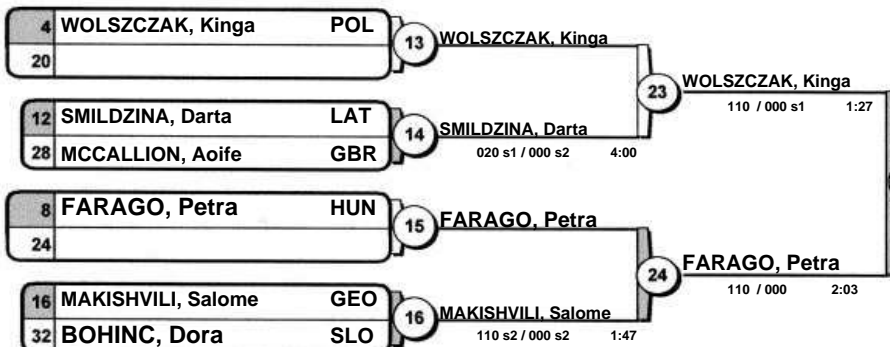 4 WOLSZCZAK, Kinga POL
20
13
WOLSZCZAK, Kinga
12 SMILDZINA, Darta LAT
28 MCCALLION, Aoife GBR
14
SMILDZINA, Darta
020 s1 / 000 s2 4:00
23
WOLSZCZAK, Kinga
110 / 000 s1 1:27
8 FARAGO, Petra HUN
24
15
FARAGO, Petra
16 MAKISHVILI, Salome GEO
32 BOHINC, Dora SLO
16
MAKISHVILI, Salome
110 s2 / 000 s2 1:47
24
FARAGO, Petra
110 / 000 2:03